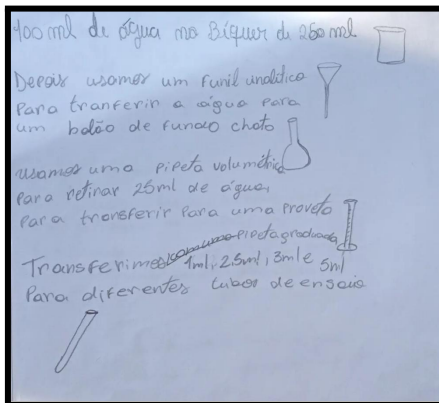 100 ml de água no Béquer de 250 ml
Depois usamos um funil analítico
Para tranferir a água para
um balão de fundo chato
usamos uma pipeta volumétrica
para retirar 25ml de água,
para transferir para uma proveta
Transferimos com uma pipeta graduada
1ml, 2,5ml, 3ml e 5ml
Para diferentes tubos de ensaio